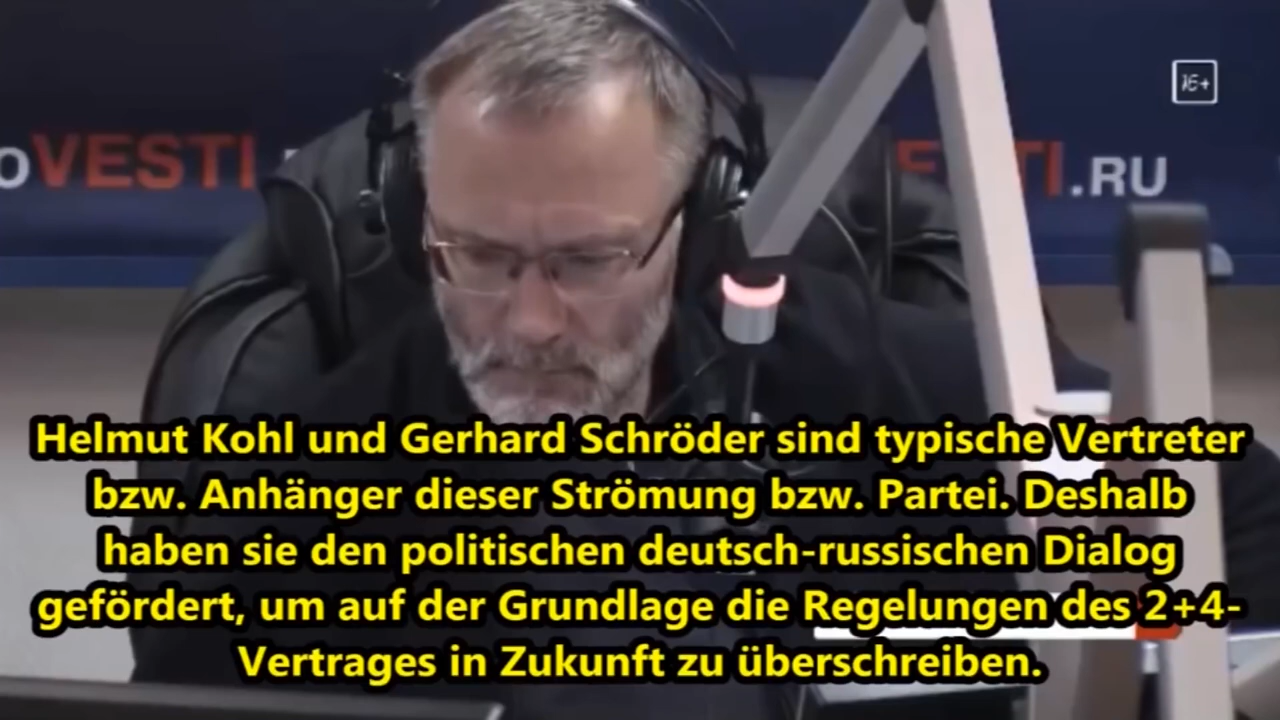 16+
oVESTI
TI.RU
Helmut Kohl und Gerhard Schröder sind typische Vertreter
bzw. Anhänger dieser Strömung bzw. Partei. Deshalb
haben sie den politischen deutsch-russischen Dialog
gefördert, um auf der Grundlage die Regelungen des 2+4-
Vertrages in Zukunft zu überschreiben.